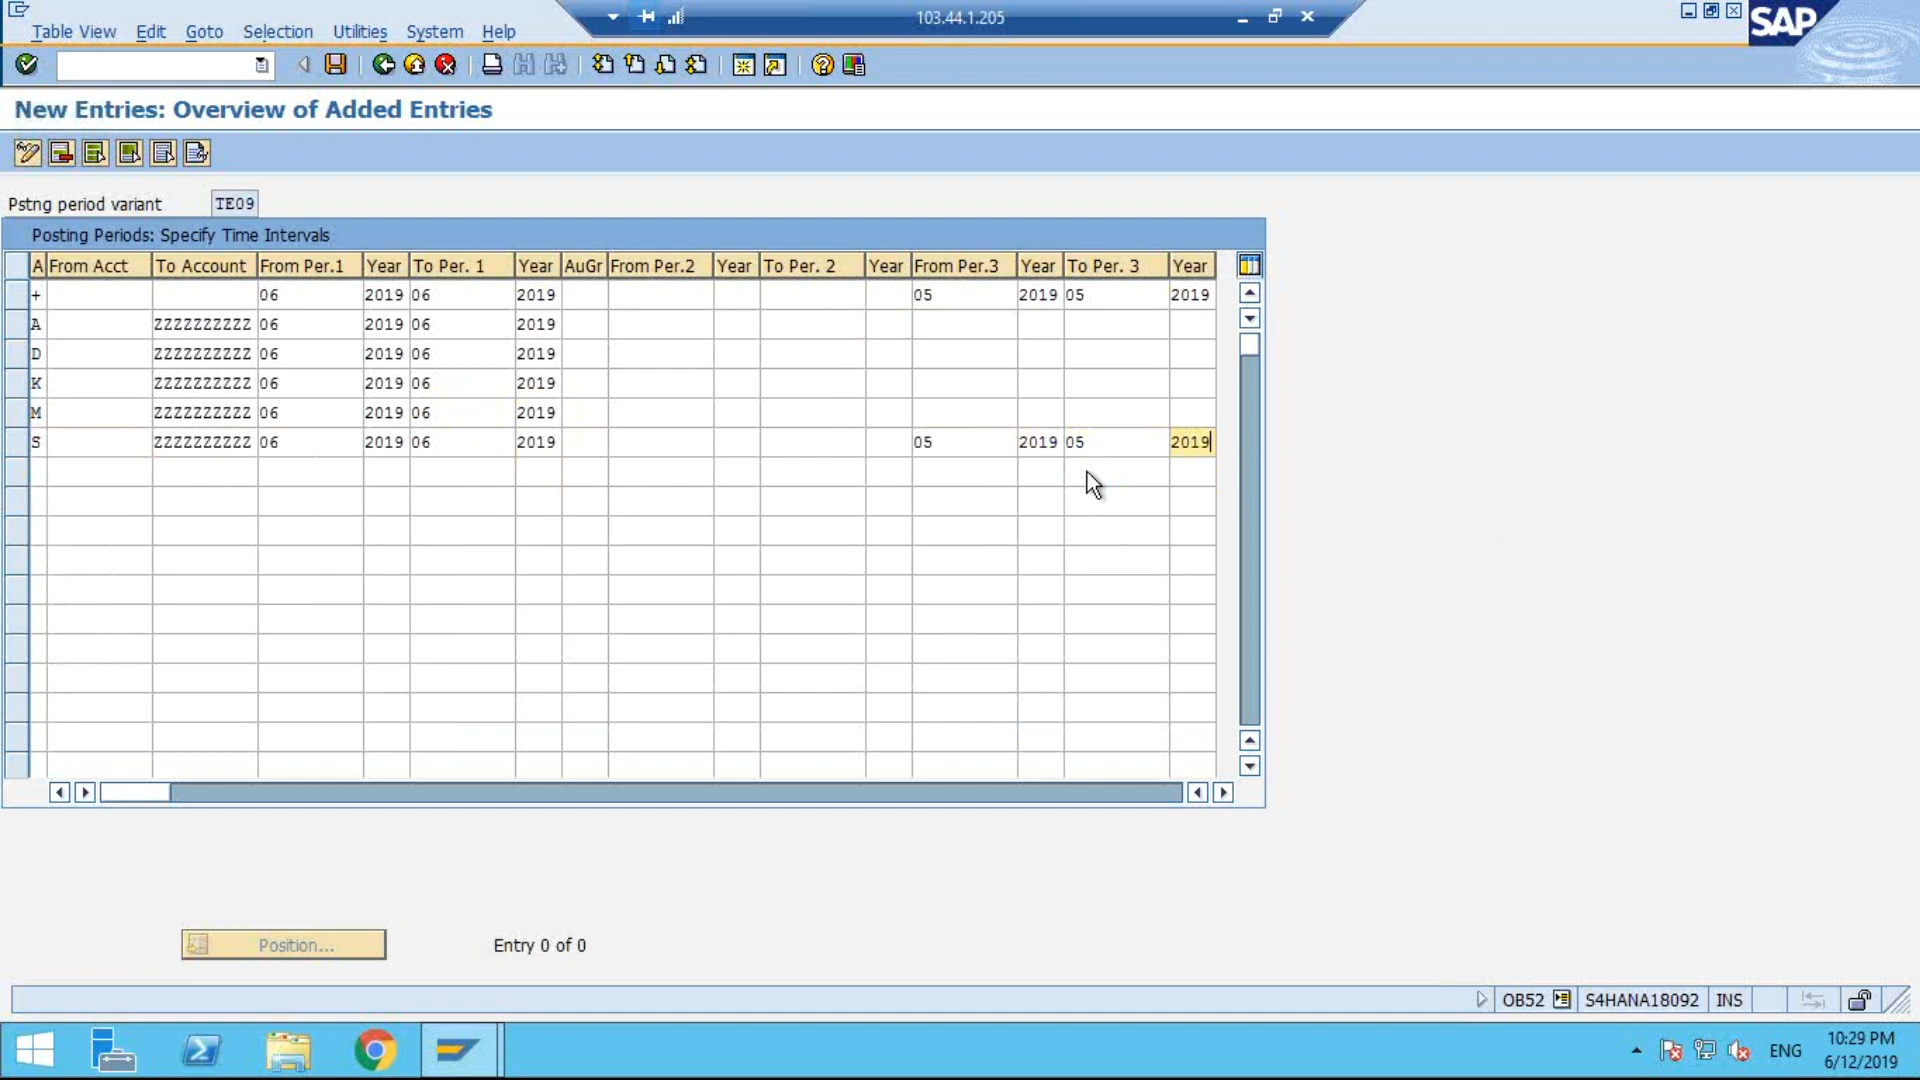 103.44.1.205
SAP
Table View Edit Goto Selection Utilities System Help
New Entries: Overview of Added Entries
Pstng period variant TE09
Posting Periods: Specify Time Intervals
A From Acct To Account From Per.1 Year To Per. 1 Year AuGr From Per.2 Year To Per. 2 Year From Per.3 Year To Per. 3 Year
+ 06 2019 06 2019 05 2019 05 2019
A ZZZZZZZZZZ 06 2019 06 2019
D ZZZZZZZZZZ 06 2019 06 2019
K ZZZZZZZZZZ 06 2019 06 2019
M ZZZZZZZZZZ 06 2019 06 2019
S ZZZZZZZZZZ 06 2019 06 2019 05 2019 05 2019
Position... Entry 0 of 0
OB52 S4HANA18092 INS
ENG
10:29 PM
6/12/2019